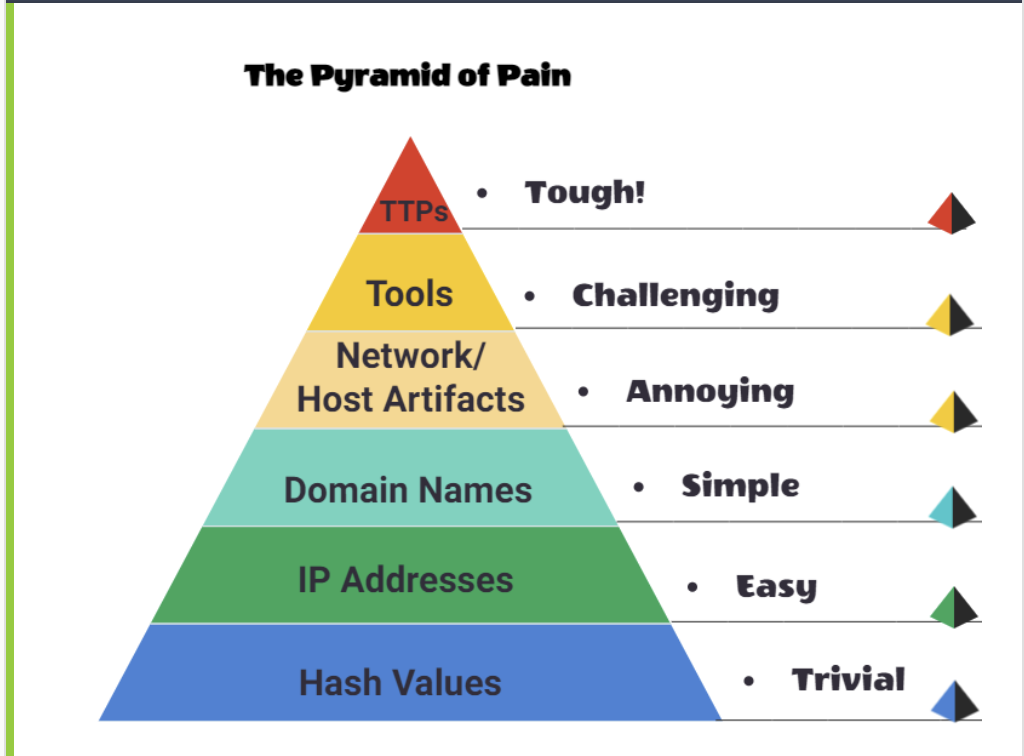 The Pyramid of Pain
TTPs
• Tough!
Tools
• Challenging
Network/
Host Artifacts
• Annoying
Domain Names
• Simple
IP Addresses
• Easy
Hash Values
• Trivial